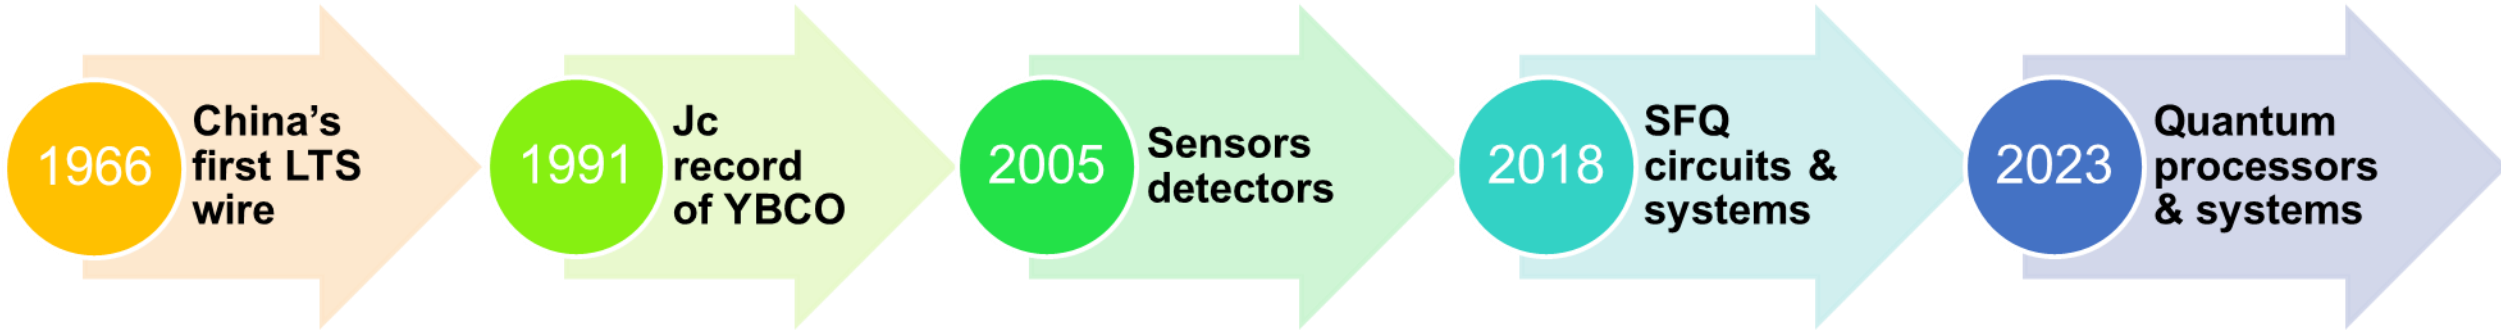 1966
China's
first LTS
wire
1991
Jc
record
of YBCO
2005
Sensors
detectors
2018
SFQ
circuits &
systems
2023
Quantum
processors
& systems